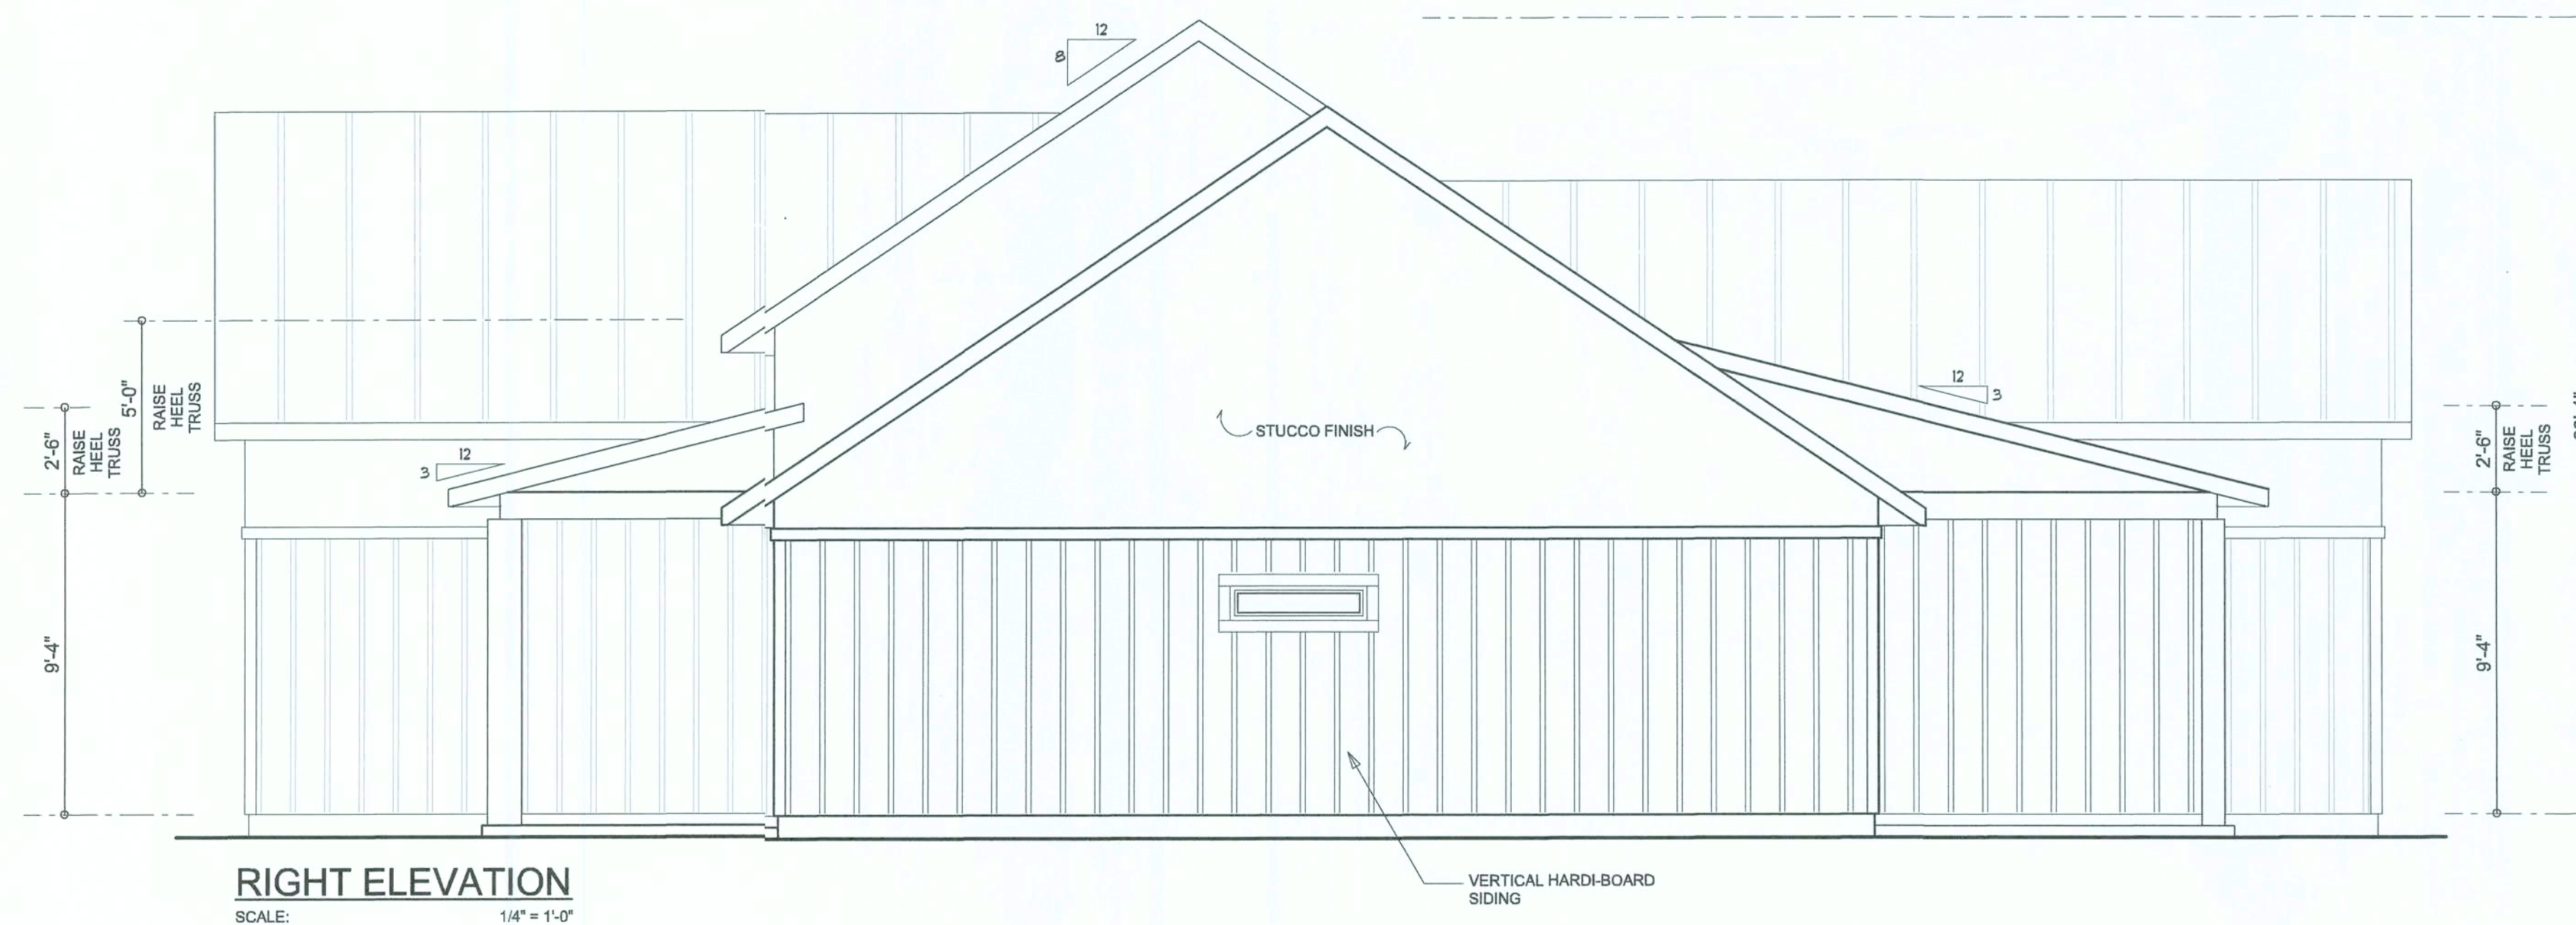 12
8
5'-0"
RAISE
HEEL
TRUSS
2'-6"
RAISE
HEEL
TRUSS
12
3
STUCCO FINISH
12
3
2'-6"
RAISE
HEEL
TRUSS
9'-4"
9'-4"
VERTICAL HARDI-BOARD
SIDING
RIGHT ELEVATION
SCALE: 1/4" = 1'-0"